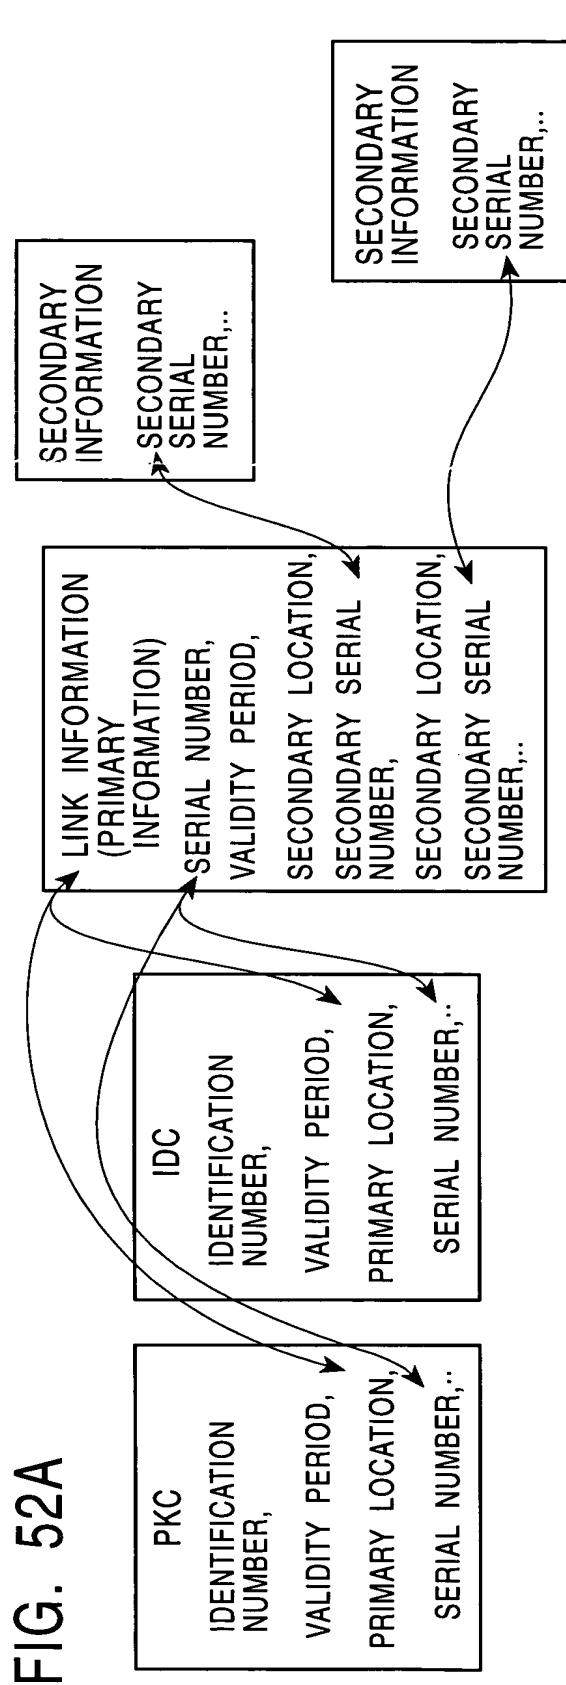 FIG. 52A
PKC
IDENTIFICATION
NUMBER,
VALIDITY PERIOD,
PRIMARY LOCATION,
SERIAL NUMBER,..
IDC
IDENTIFICATION
NUMBER,
VALIDITY PERIOD,
PRIMARY LOCATION,
SERIAL NUMBER,..
LINK INFORMATION
(PRIMARY
INFORMATION)
SERIAL NUMBER,
VALIDITY PERIOD,
SECONDARY LOCATION,
SECONDARY SERIAL
NUMBER,
SECONDARY LOCATION,
SECONDARY SERIAL
NUMBER,..
SECONDARY
INFORMATION
SECONDARY
SERIAL
NUMBER,..
SECONDARY
INFORMATION
SECONDARY
SERIAL
NUMBER,..